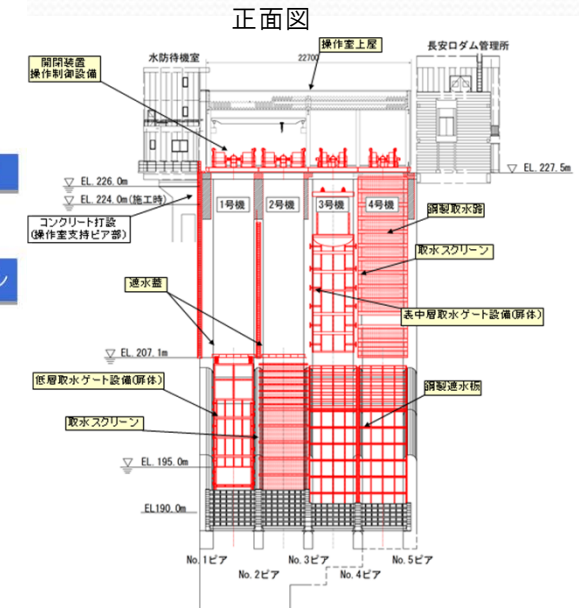 正面図
操作室上屋
水防待機室
22700
長安口ダム管理所
開閉装置
操作制御設備
EL.227.5m
EL.226.0m
EL.224.0m(施工時)
1号機
2号機
3号機
4号機
鋼製取水路
コンクリート打設
(操作室支持ピア部)
取水スクリーン
遮水蓋
表中層取水ゲート設備(扉体)
EL.207.1m
低層取水ゲート設備(扉体)
鋼製遮水板
取水スクリーン
EL.195.0m
EL190.0m
No.1ピア
No.2ピア
No.3ピア
No.4ピア
No.5ピア
ン